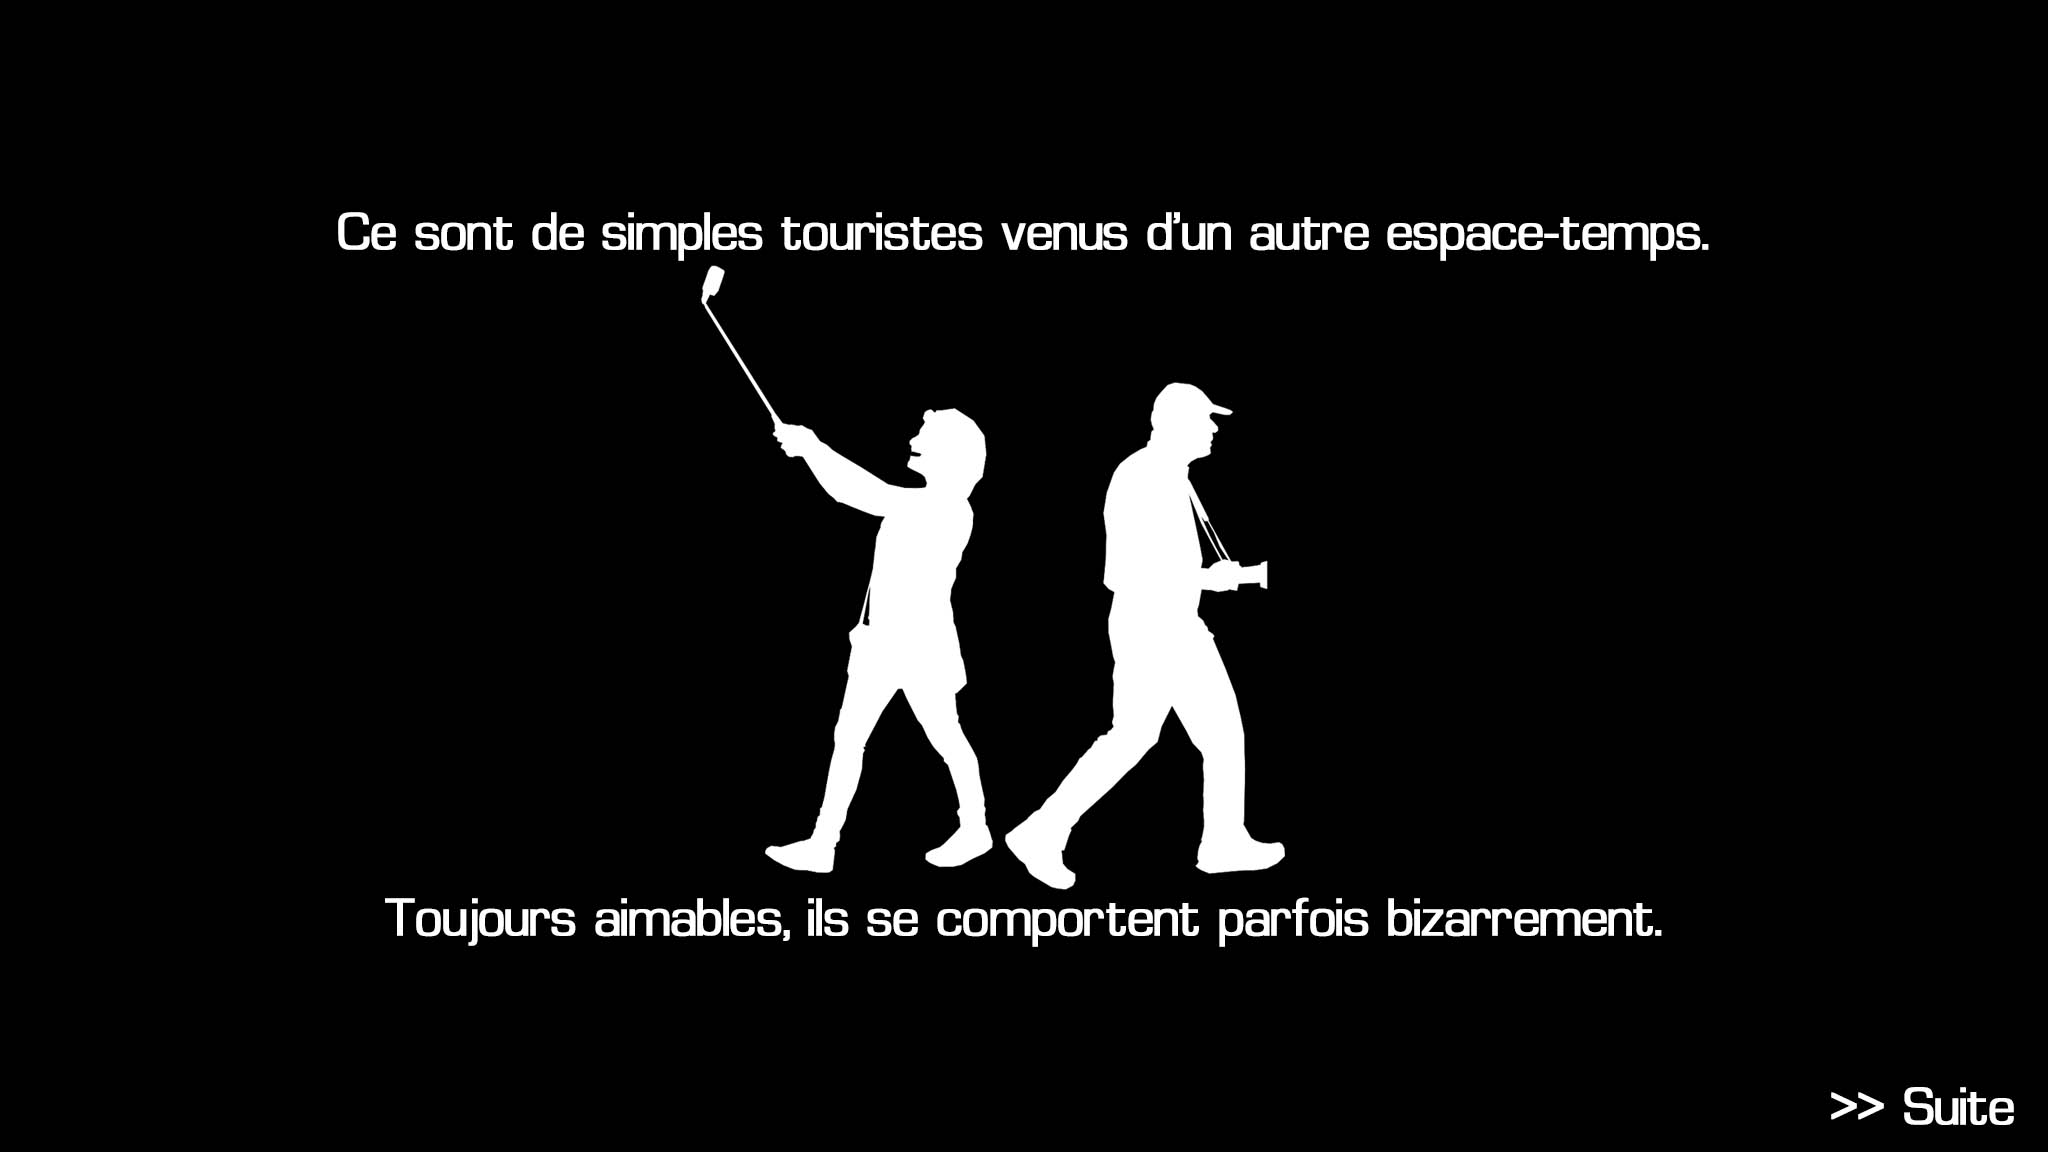 Ce sont de simples touristes venus d'un autre espace-temps.
Toujours aimables, ils se comportent parfois bizarrement.
>> Suite